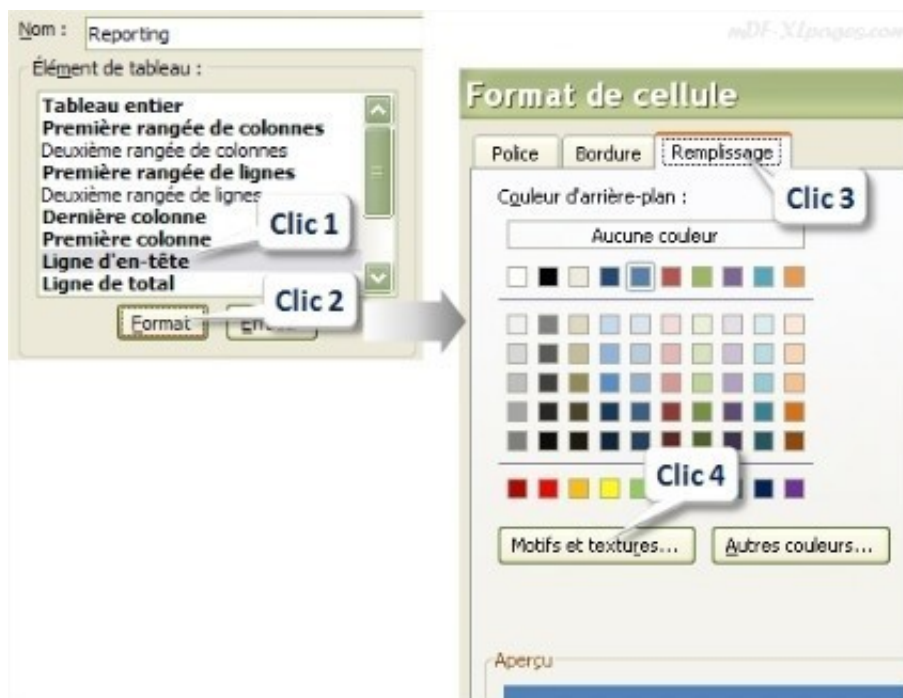 mDF-XLpages.com
Nom : Reporting
Élément de tableau :
Tableau entier
Première rangée de colonnes
Deuxième rangée de colonnes
Première rangée de lignes
Deuxième rangée de lignes
Dernière colonne
Première colonne
Ligne d'en-tête
Ligne de total
Clic 1
Clic 2
Format
Format de cellule
Police Bordure Remplissage
Clic 3
Couleur d'arrière-plan :
Aucune couleur
Clic 4
Motifs et textures... Autres couleurs...
Aperçu